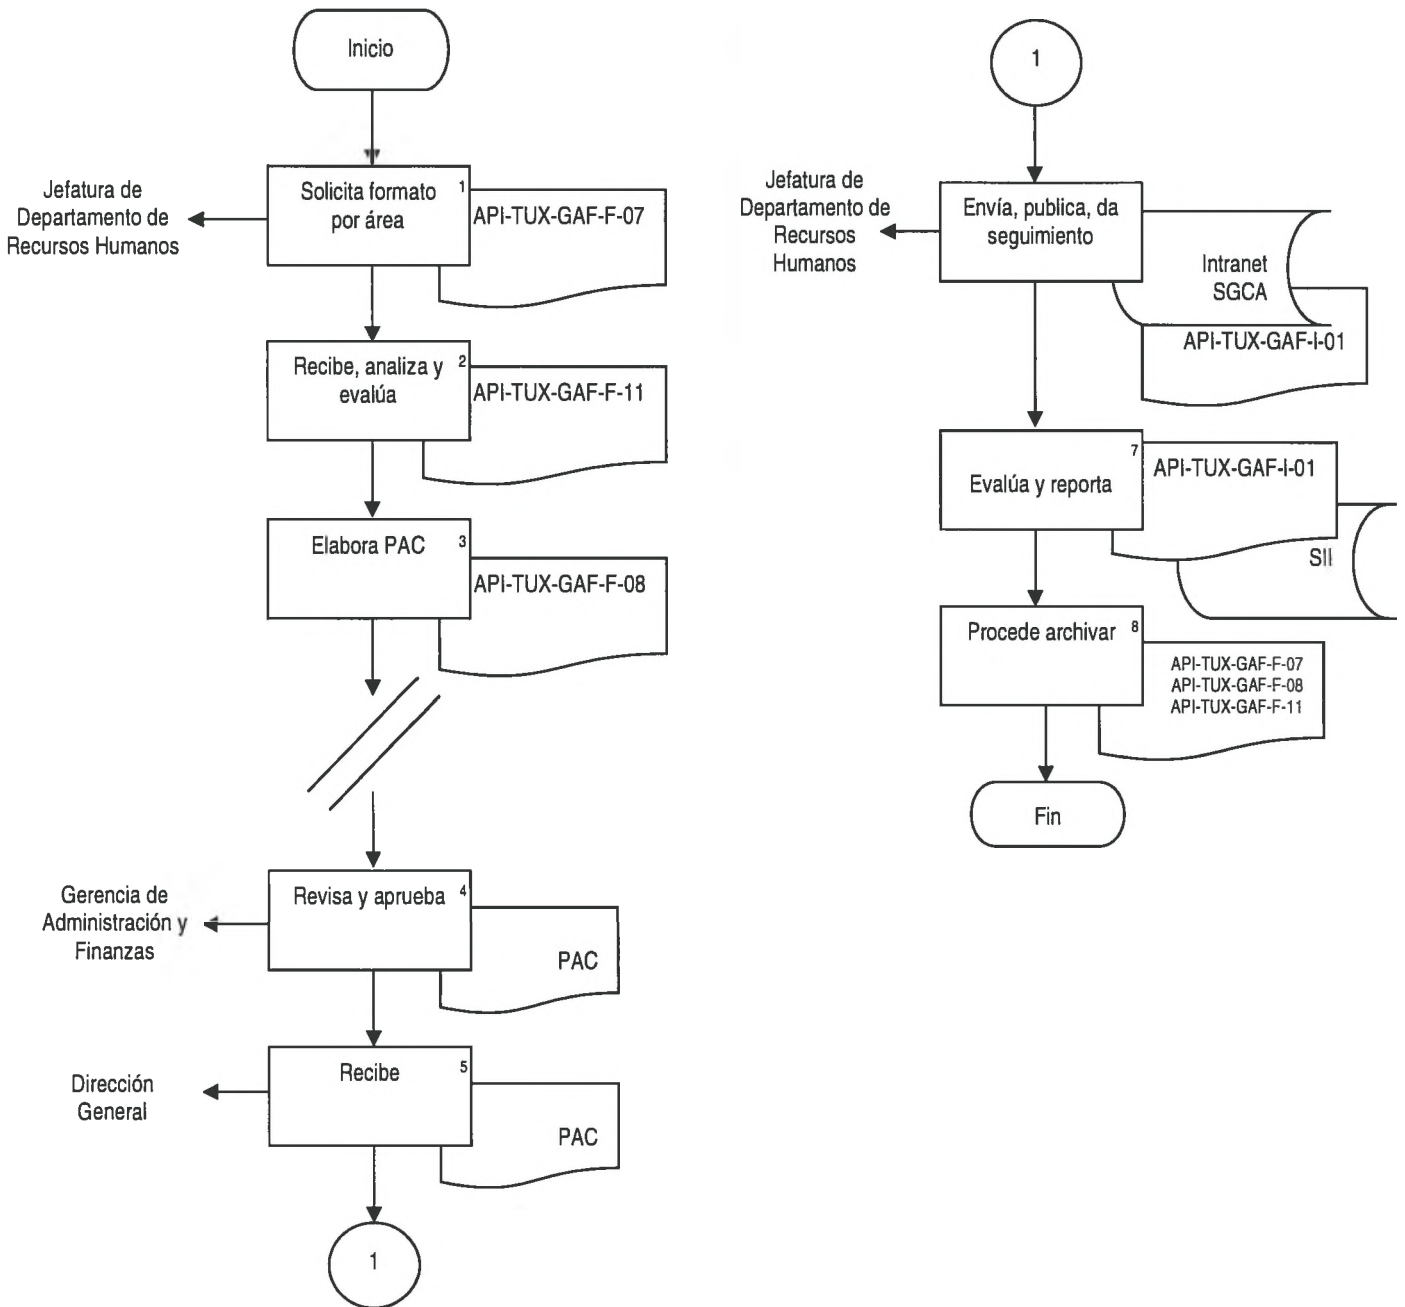 Inicio
Jefatura de
Departamento de
Recursos Humanos
Solicita formato
por área
1
API-TUX-GAF-F-07
Recibe, analiza y
evalúa
2
API-TUX-GAF-F-11
Elabora PAC
3
API-TUX-GAF-F-08
Gerencia de
Administración y
Finanzas
Revisa y aprueba
4
PAC
Dirección
General
Recibe
5
PAC
1
1
Jefatura de
Departamento de
Recursos
Humanos
Envía, publica, da
seguimiento
Intranet
SGCA
API-TUX-GAF-I-01
Evalúa y reporta
7
API-TUX-GAF-I-01
SII
Procede archivar
8
API-TUX-GAF-F-07
API-TUX-GAF-F-08
API-TUX-GAF-F-11
Fin